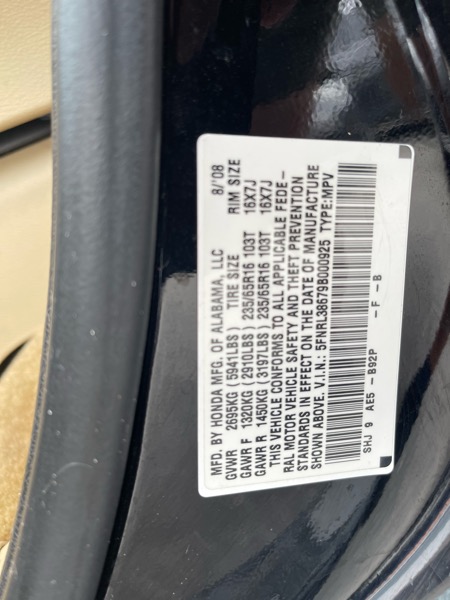 MFD. BY HONDA MFG. OF ALABAMA, LLC 8/'08
GVWR 2695KG (5941LBS) TIRE SIZE RIM SIZE
GAWR F 1320KG (2910LBS) 235/65R16 103T 16X7J
GAWR R 1450KG (3197LBS) 235/65R16 103T 16X7J
THIS VEHICLE CONFORMS TO ALL APPLICABLE FEDE-
RAL MOTOR VEHICLE SAFETY AND THEFT PREVENTION
STANDARDS IN EFFECT ON THE DATE OF MANUFACTURE
SHOWN ABOVE. V.I.N.: 5FNRL38679B000925 TYPE:MPV
SHJ 9 AE5 -B92P -F -B